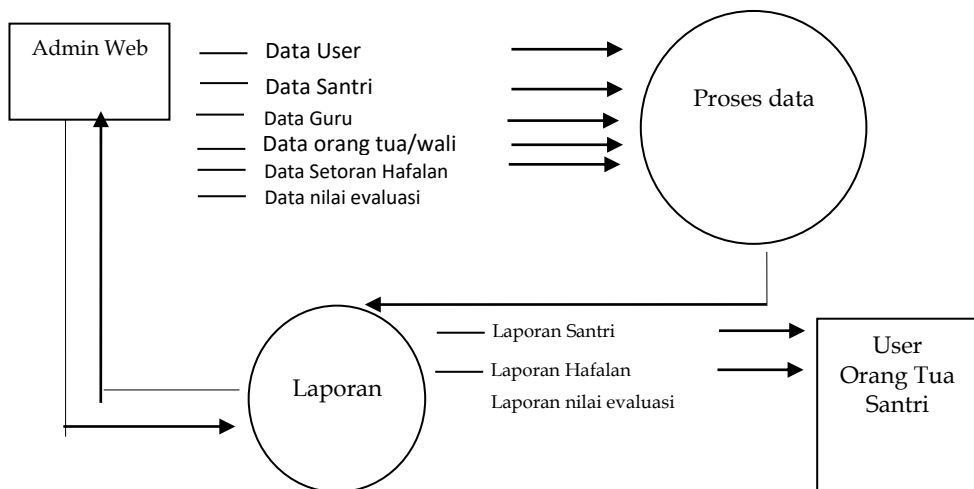 Admin Web
Data User
Data Santri
Data Guru
Data orang tua/wali
Data Setoran Hafalan
Data nilai evaluasi
Proses data
Laporan
Laporan Santri
Laporan Hafalan
Laporan nilai evaluasi
User
Orang Tua
Santri